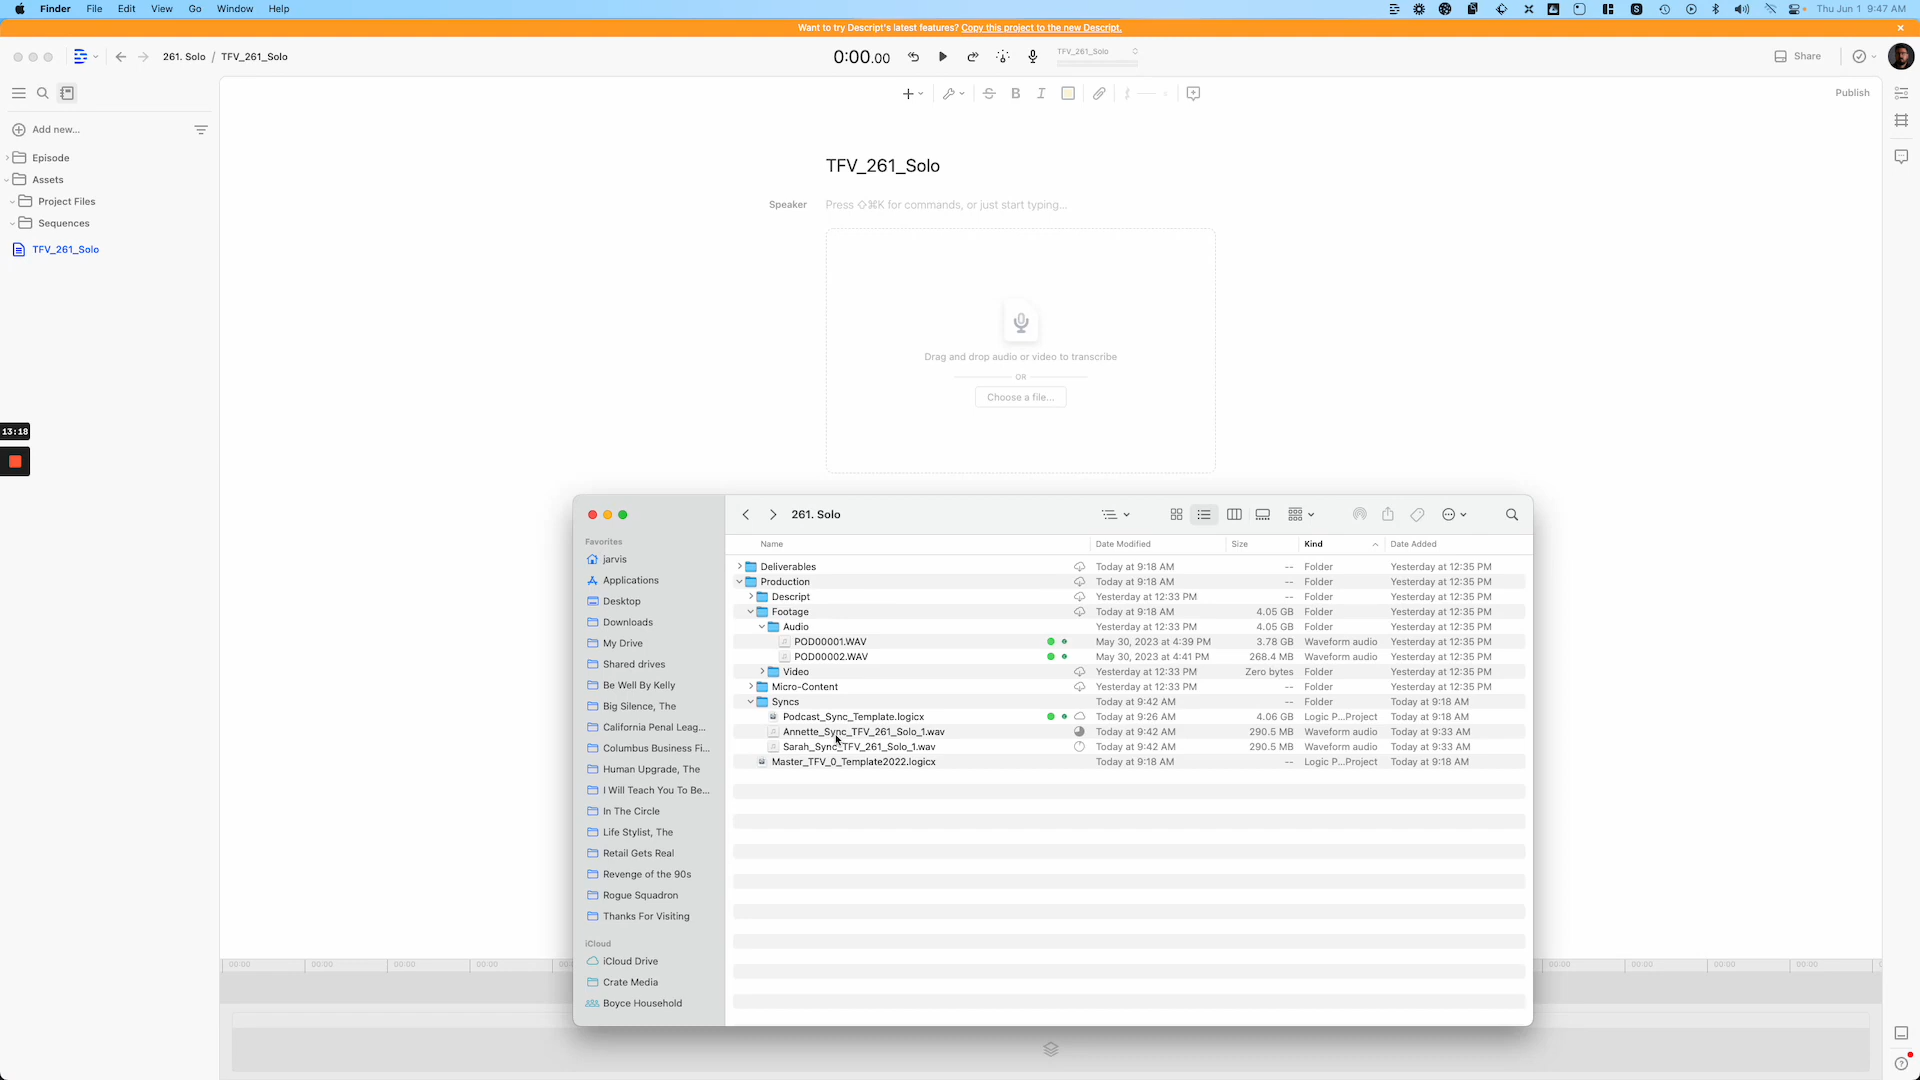 Finder File Edit View Go Window Help Thu Jun 1 9:47 AM
Want to try Descript's latest features? Copy this project to the new Descript.
261. Solo / TFV_261_Solo 0:00.00 TFV_261_Solo Share
Publish
Add new...
Episode
Assets
Project Files
Sequences
TFV_261_Solo
TFV_261_Solo
Speaker Press ⇧⌘K for commands, or just start typing...
Drag and drop audio or video to transcribe
OR
Choose a file...
13:18
261. Solo
Favorites
jarvis
Applications
Desktop
Downloads
My Drive
Shared drives
Be Well By Kelly
Big Silence, The
California Penal Leag...
Columbus Business Fi...
Human Upgrade, The
I Will Teach You To Be...
In The Circle
Life Stylist, The
Retail Gets Real
Revenge of the 90s
Rogue Squadron
Thanks For Visiting
iCloud
iCloud Drive
Crate Media
Boyce Household
Name Date Modified Size Kind Date Added
Deliverables Today at 9:18 AM -- Folder Yesterday at 12:35 PM
Production Today at 9:18 AM -- Folder Yesterday at 12:35 PM
Descript Yesterday at 12:33 PM -- Folder Yesterday at 12:35 PM
Footage Today at 9:18 AM 4.05 GB Folder Yesterday at 12:35 PM
Audio Yesterday at 12:33 PM 4.05 GB Folder Yesterday at 12:35 PM
POD00001.WAV May 30, 2023 at 4:39 PM 3.78 GB Waveform audio Yesterday at 12:35 PM
POD00002.WAV May 30, 2023 at 4:41 PM 268.4 MB Waveform audio Yesterday at 12:35 PM
Video Yesterday at 12:33 PM Zero bytes Folder Yesterday at 12:35 PM
Micro-Content Yesterday at 12:33 PM -- Folder Yesterday at 12:35 PM
Syncs Today at 9:42 AM -- Folder Today at 9:18 AM
Podcast_Sync_Template.logicx Today at 9:26 AM 4.06 GB Logic P...Project Today at 9:18 AM
Annette_Sync_TFV_261_Solo_1.wav Today at 9:42 AM 290.5 MB Waveform audio Today at 9:33 AM
Sarah_Sync_TFV_261_Solo_1.wav Today at 9:42 AM 290.5 MB Waveform audio Today at 9:33 AM
Master_TFV_0_Template2022.logicx Today at 9:18 AM -- Logic P...Project Today at 9:18 AM
00:00 00:00 00:00 00:00 00:00 00:00 00:00 00:00